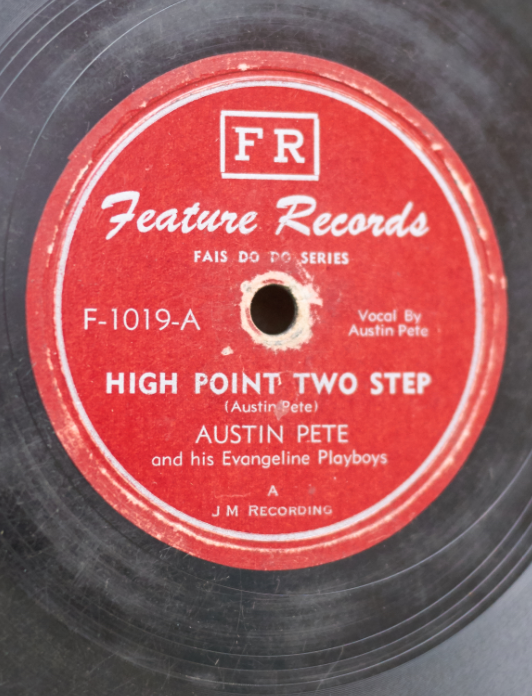 FR
Feature Records
FAIS DO DO SERIES
F-1019-A
Vocal By
Austin Pete
HIGH POINT TWO STEP
(Austin Pete)
AUSTIN PETE
and his Evangeline Playboys
A
J M RECORDING